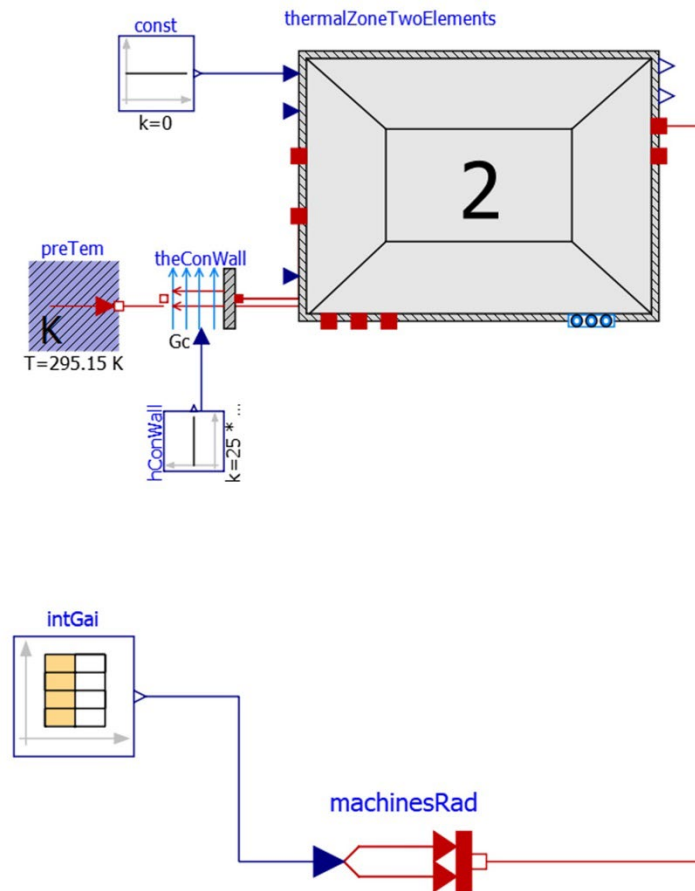 const
thermalZoneTwoElements
k=0
2
preTem
theConWall
K
Gc
T=295.15 K
hConWall
k=25 * ...
intGai
machinesRad